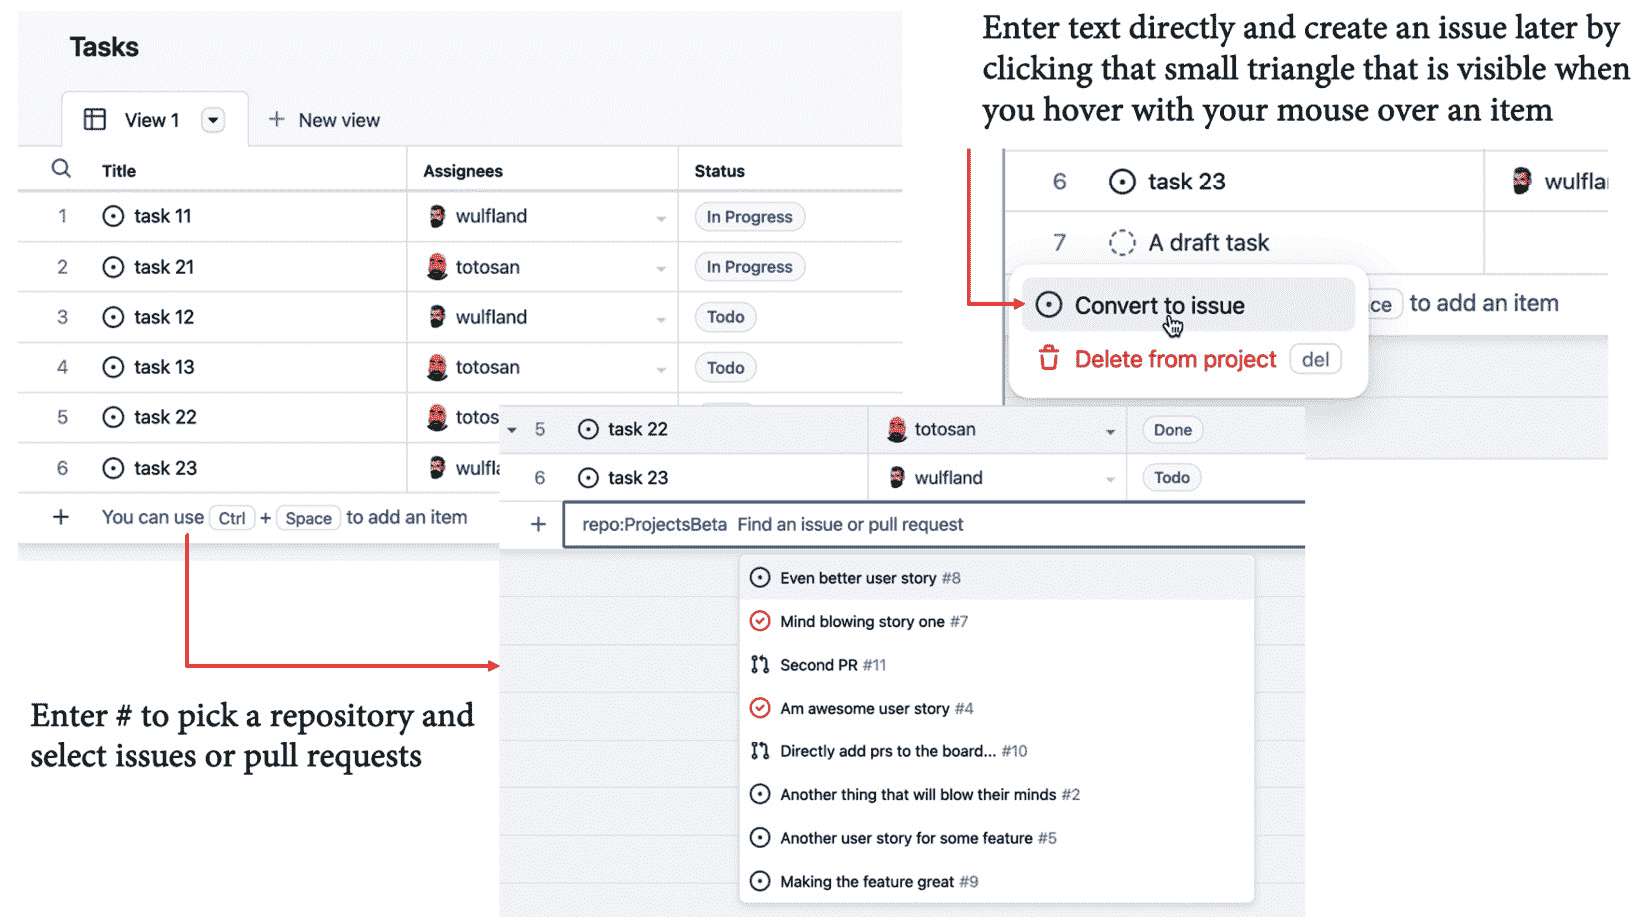 Tasks
View 1
New view
Title Assignees Status
1 task 11 wulfland In Progress
2 task 21 totosan In Progress
3 task 12 wulfland Todo
4 task 13 totosan Todo
5 task 22
6 task 23
You can use Ctrl + Space to add an item
Enter # to pick a repository and
select issues or pull requests
Enter text directly and create an issue later by
clicking that small triangle that is visible when
you hover with your mouse over an item
6 task 23
7 A draft task
Convert to issue
to add an item
Delete from project del
5 task 22 totosan Done
6 task 23 wulfland Todo
repo:ProjectsBeta Find an issue or pull request
Even better user story #8
Mind blowing story one #7
Second PR #11
Am awesome user story #4
Directly add prs to the board... #10
Another thing that will blow their minds #2
Another user story for some feature #5
Making the feature great #9